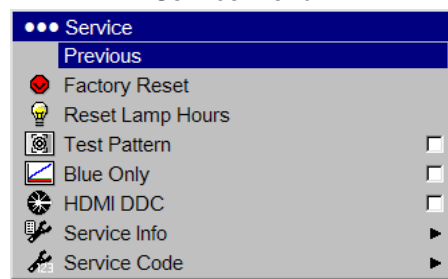 ••• Service
Previous
Factory Reset
Reset Lamp Hours
Test Pattern
Blue Only
HDMI DDC
Service Info
Service Code